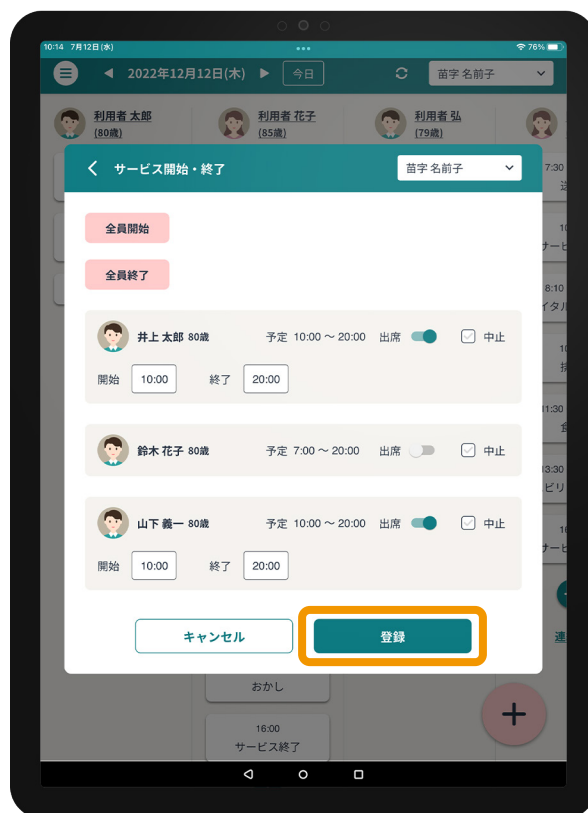 10:14 7月12日(水)
76%
2022年12月12日(木) 今日 苗字 名前子
利用者 太郎 利用者 花子 利用者 弘
(80歳) (85歳) (79歳)
サービス開始・終了 苗字 名前子
7:30
全員開始
全員終了
8:10
井上 太郎 80歳 予定 10:00 ～ 20:00 出席 中止
開始 10:00 終了 20:00
11:30
鈴木 花子 80歳 予定 7:00 ～ 20:00 出席 中止
13:30
山下 義一 80歳 予定 10:00 ～ 20:00 出席 中止
開始 10:00 終了 20:00
キャンセル 登録
おかし
16:00
サービス終了